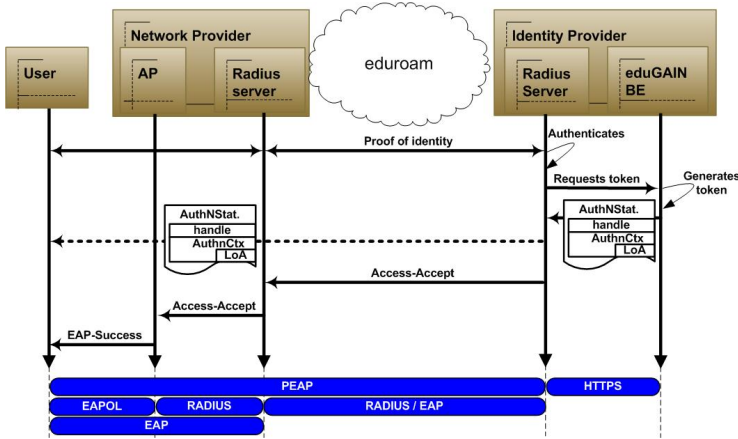 Network Provider
Identity Provider
User
AP
Radius
server
eduroam
Radius
Server
eduGAIN
BE
Proof of identity
Authenticates
Requests token
Generates
token
AuthNStat.
handle
AuthnCtx
LoA
AuthNStat.
handle
AuthnCtx
LoA
Access-Accept
Access-Accept
EAP-Success
PEAP
HTTPS
EAPOL
RADIUS
RADIUS / EAP
EAP